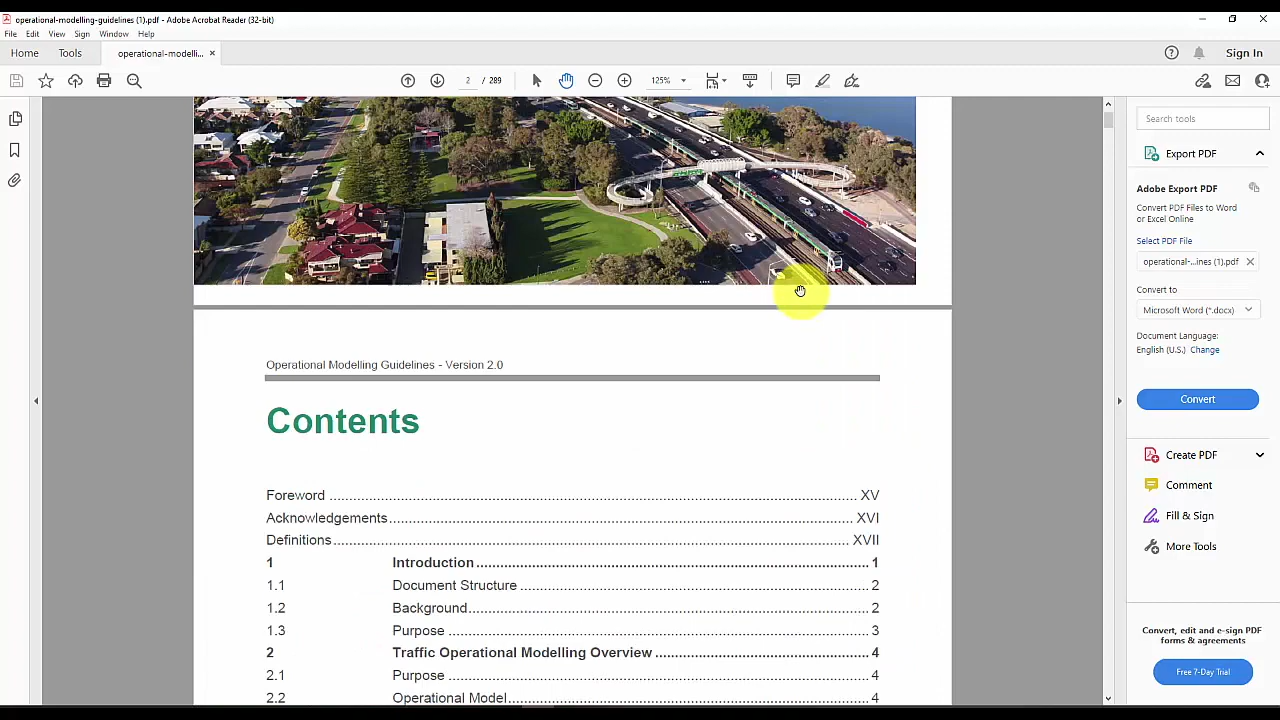 operational-modelling-guidelines (1).pdf - Adobe Acrobat Reader (32-bit)
File Edit View Sign Window Help
Home Tools operational-modelli... × Sign In
2 / 289 125%
Search tools
Export PDF
Adobe Export PDF
Convert PDF Files to Word
or Excel Online
Select PDF File
operational-...ines (1).pdf ×
Convert to
Microsoft Word (*.docx)
Document Language:
English (U.S.) Change
Convert
Create PDF
Comment
Fill & Sign
More Tools
Convert, edit and e-sign PDF
forms & agreements
Free 7-Day Trial
Operational Modelling Guidelines - Version 2.0
Contents
Foreword ........ XV
Acknowledgements ........ XVI
Definitions ........ XVII
1 Introduction ........ 1
1.1 Document Structure ........ 2
1.2 Background ........ 2
1.3 Purpose ........ 3
2 Traffic Operational Modelling Overview ........ 4
2.1 Purpose ........ 4
2.2 Operational Model ........ 4